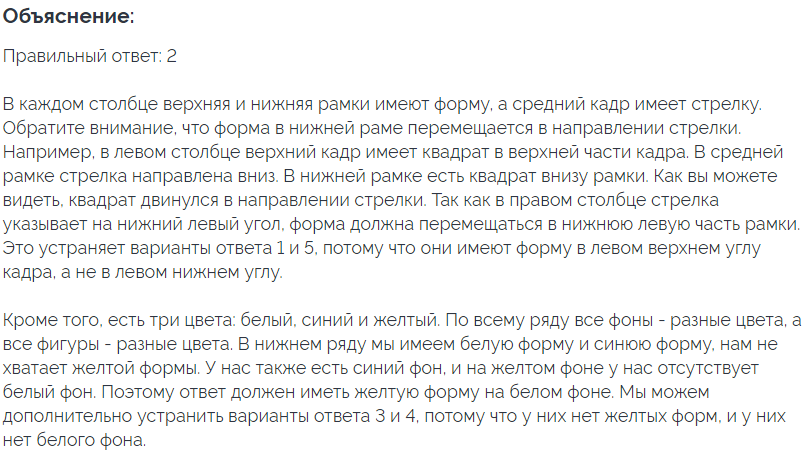 Объяснение:
Правильный ответ: 2
В каждом столбце верхняя и нижняя рамки имеют форму, а средний кадр имеет стрелку.
Обратите внимание, что форма в нижней раме перемещается в направлении стрелки.
Например, в левом столбце верхний кадр имеет квадрат в верхней части кадра. В средней
рамке стрелка направлена вниз. В нижней рамке есть квадрат внизу рамки. Как вы можете
видеть, квадрат двинулся в направлении стрелки. Так как в правом столбце стрелка
указывает на нижний левый угол, форма должна перемещаться в нижнюю левую часть рамки.
Это устраняет варианты ответа 1 и 5, потому что они имеют форму в левом верхнем углу
кадра, а не в левом нижнем углу.
Кроме того, есть три цвета: белый, синий и желтый. По всему ряду все фоны - разные цвета, а
все фигуры - разные цвета. В нижнем ряду мы имеем белую форму и синюю форму, нам не
хватает желтой формы. У нас также есть синий фон, и на желтом фоне у нас отсутствует
белый фон. Поэтому ответ должен иметь желтую форму на белом фоне. Мы можем
дополнительно устранить варианты ответа 3 и 4, потому что у них нет желтых форм, и у них
нет белого фона.